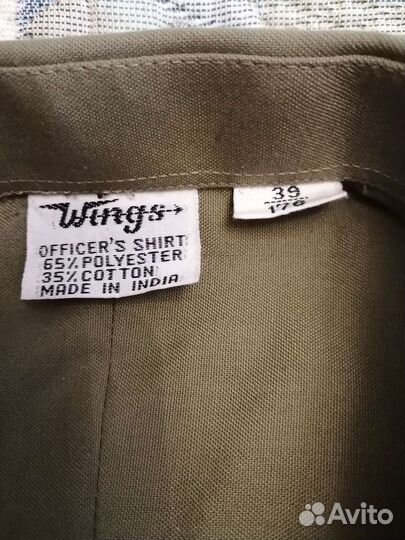 Wings
OFFICER'S SHIRT
65% POLYESTER
35% COTTON
MADE IN INDIA
39
176
Avito